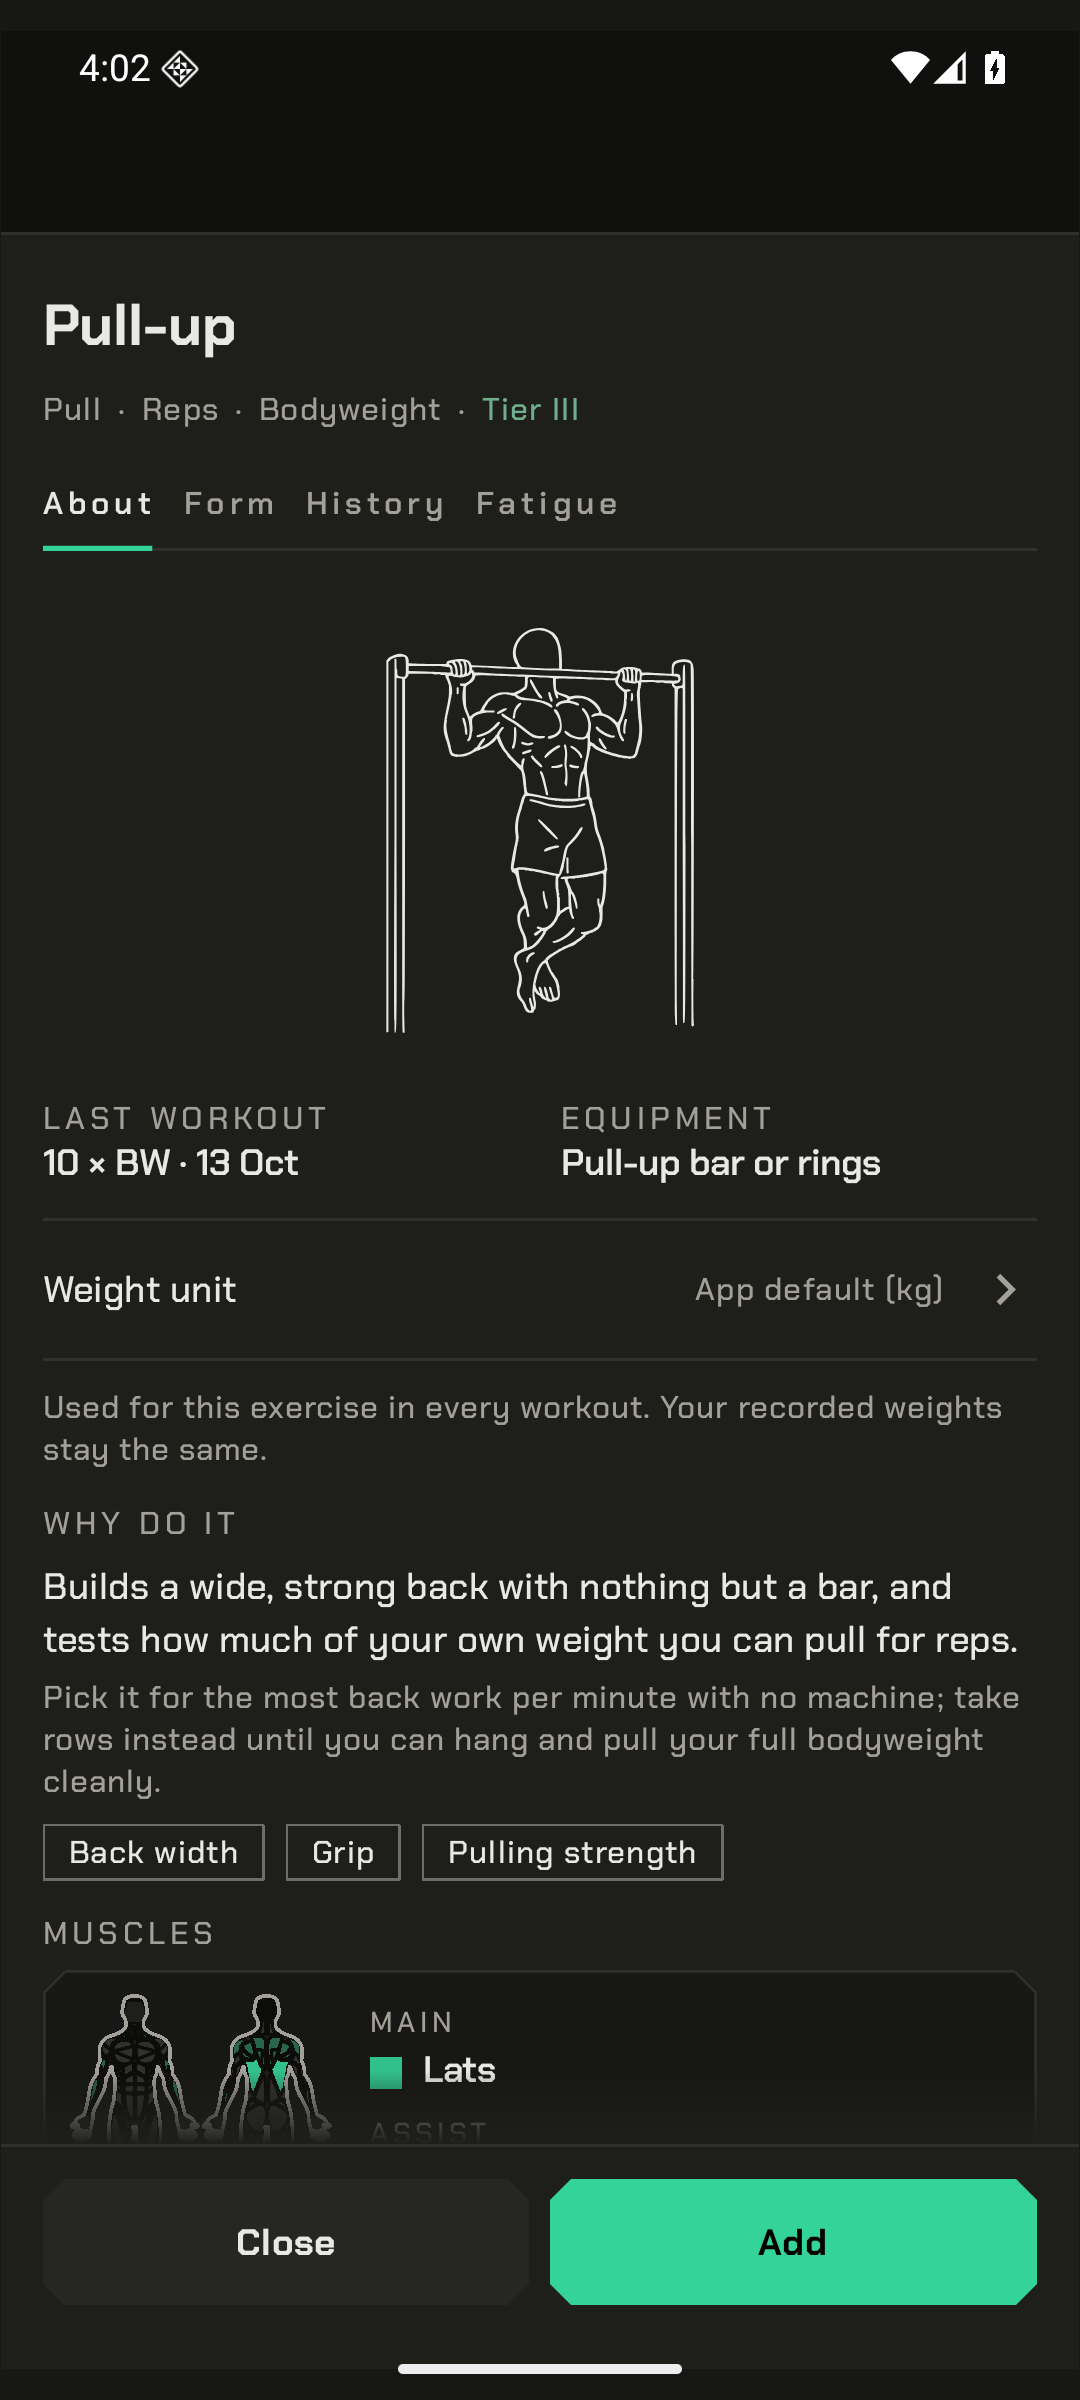 4:02
Pull-up
Pull · Reps · Bodyweight · Tier III
About Form History Fatigue
LAST WORKOUT EQUIPMENT
10 × BW · 13 Oct Pull-up bar or rings
Weight unit App default (kg)
Used for this exercise in every workout. Your recorded weights
stay the same.
WHY DO IT
Builds a wide, strong back with nothing but a bar, and
tests how much of your own weight you can pull for reps.
Pick it for the most back work per minute with no machine; take
rows instead until you can hang and pull your full bodyweight
cleanly.
Back width Grip Pulling strength
MUSCLES
MAIN
Lats
ASSIST
Close Add